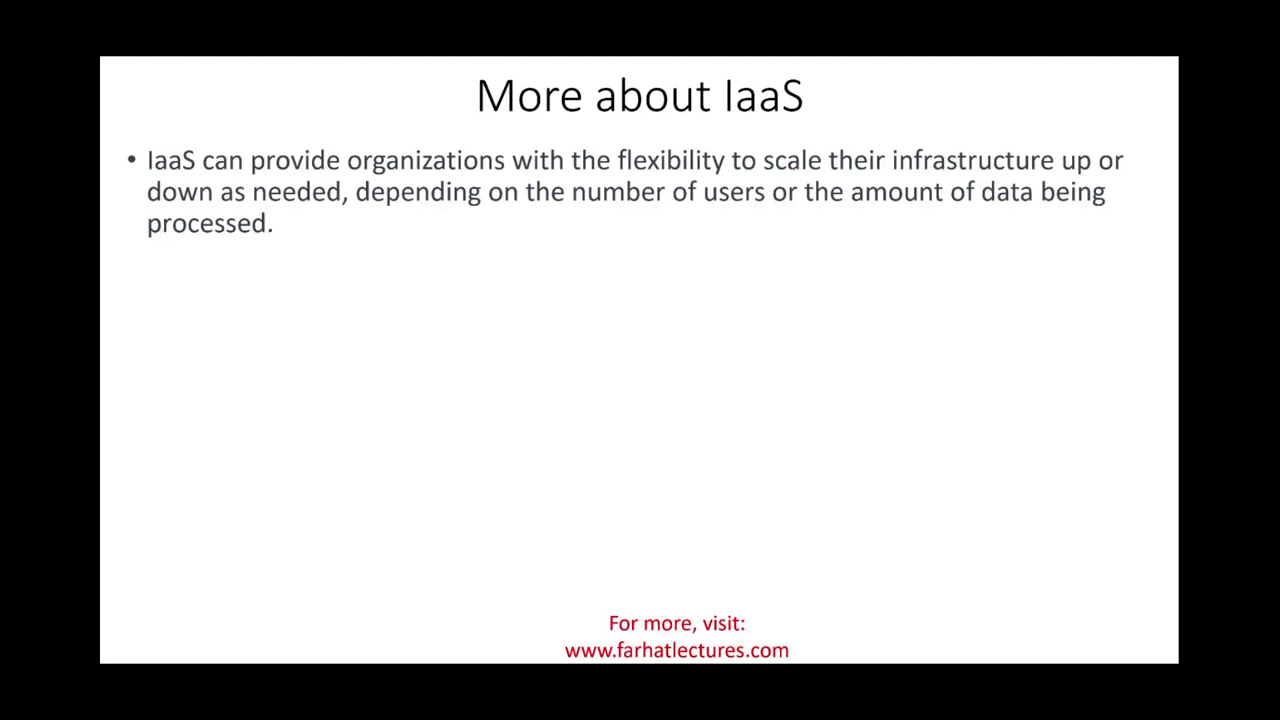 More about IaaS
• IaaS can provide organizations with the flexibility to scale their infrastructure up or
down as needed, depending on the number of users or the amount of data being
processed.
For more, visit:
www.farhatlectures.com